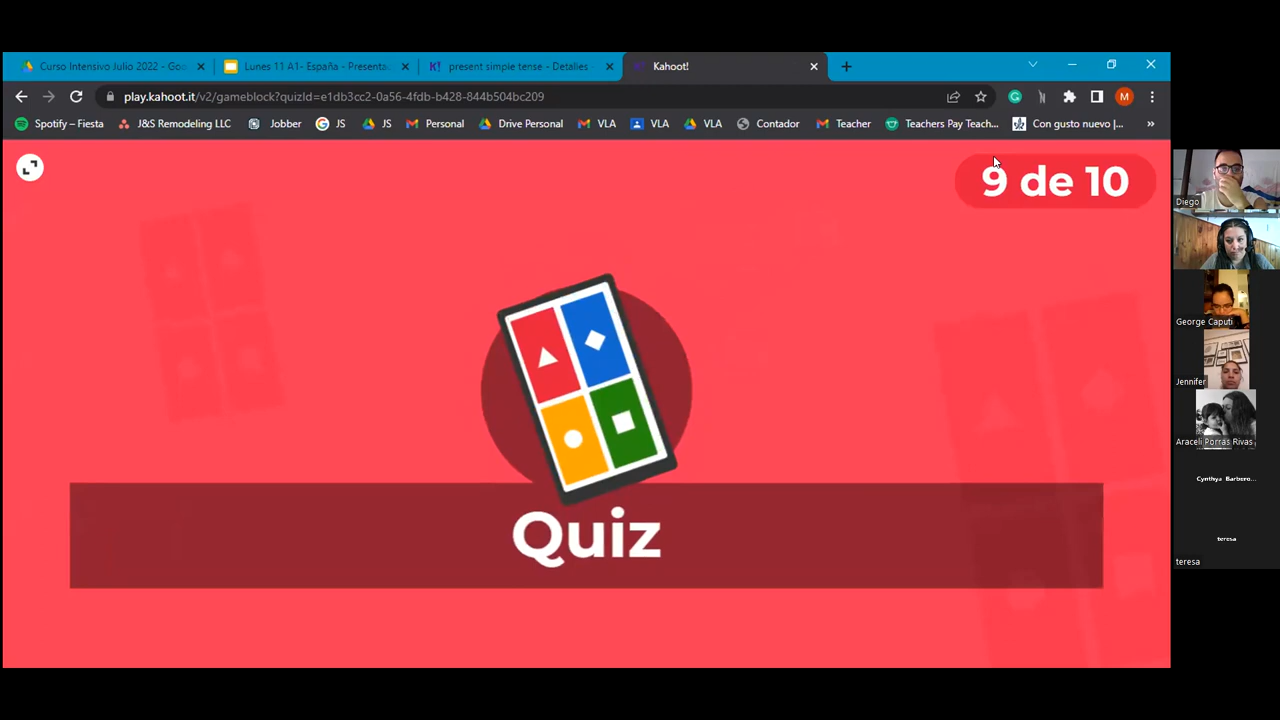 Curso Intensivo Julio 2022 - Goo
Lunes 11 A1- España - Presenta
K! present simple tense - Detalles
K! Kahoot!
play.kahoot.it/v2/gameblock?quizId=e1db3cc2-0a56-4fdb-b428-844b504bc209
M
Spotify – Fiesta
J&S Remodeling LLC
Jobber
JS
JS
Personal
Drive Personal
VLA
VLA
VLA
Contador
Teacher
Teachers Pay Teach...
Con gusto nuevo |...
»
9 de 10
Quiz
Diego
George Caputi
Jennifer
Araceli Porras Rivas
Cynthya Barbero...
teresa
teresa